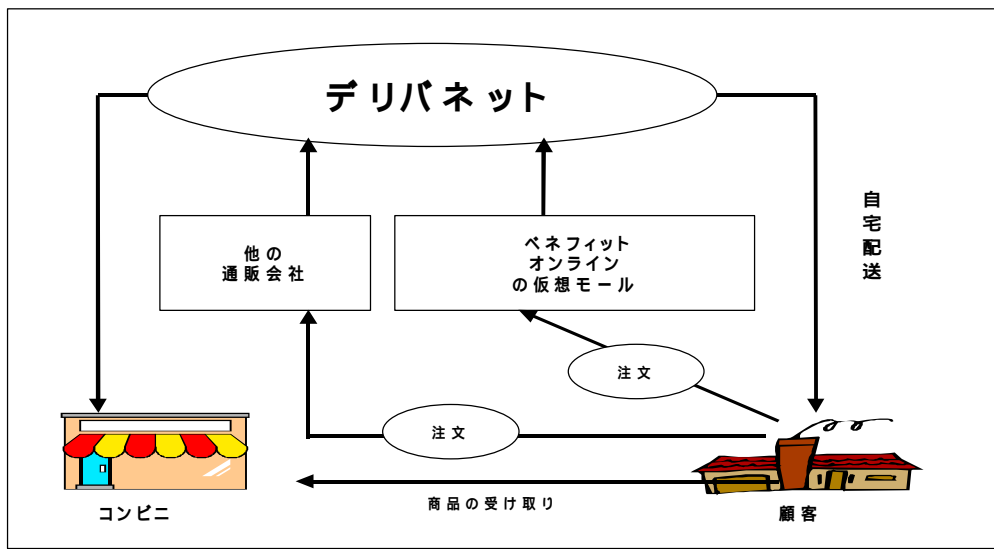 デリバネット
自宅配送
他の
通販会社
ベネフィット
オンライン
の仮想モール
注文
注文
商品の受け取り
コンビニ
顧客